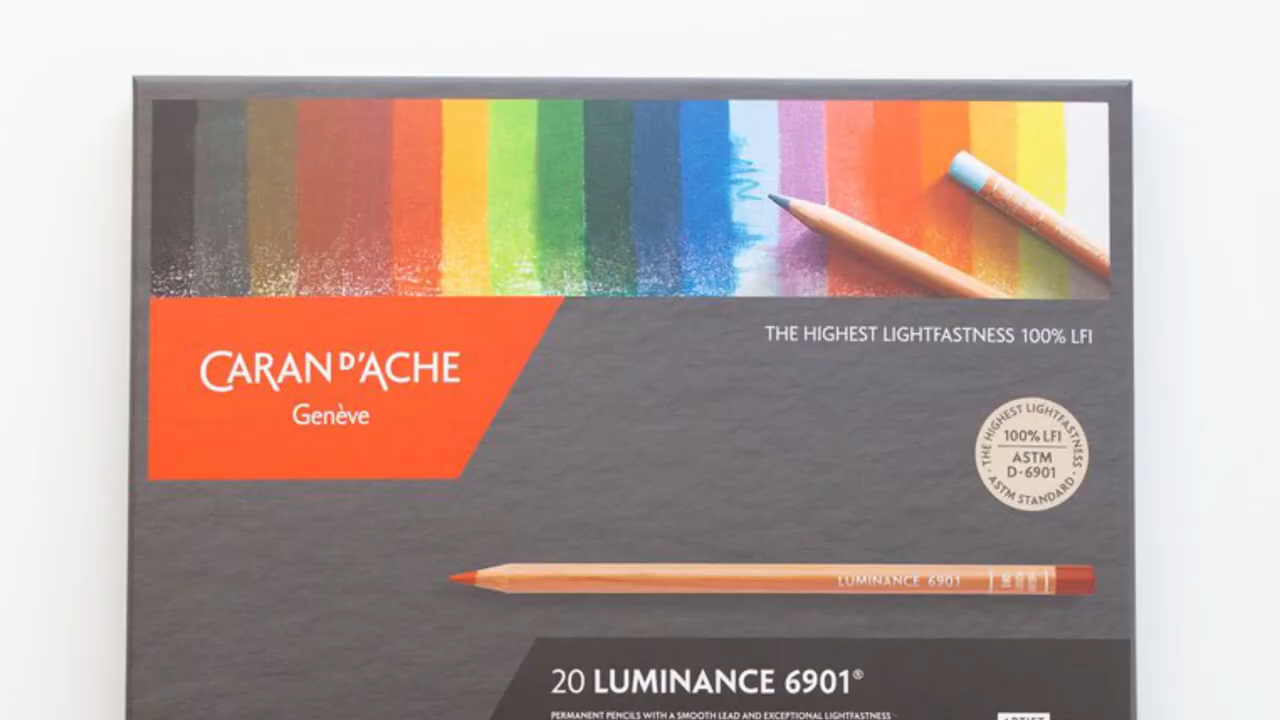 CARAN D'ACHE
Genève
THE HIGHEST LIGHTFASTNESS 100% LFI
THE HIGHEST LIGHTFASTNESS
100% LFI
ASTM
D-6901
ASTM STANDARD
LUMINANCE 6901
20 LUMINANCE 6901®
PERMANENT PENCILS WITH A SMOOTH LEAD AND EXCEPTIONAL LIGHTFASTNESS
ARTIST